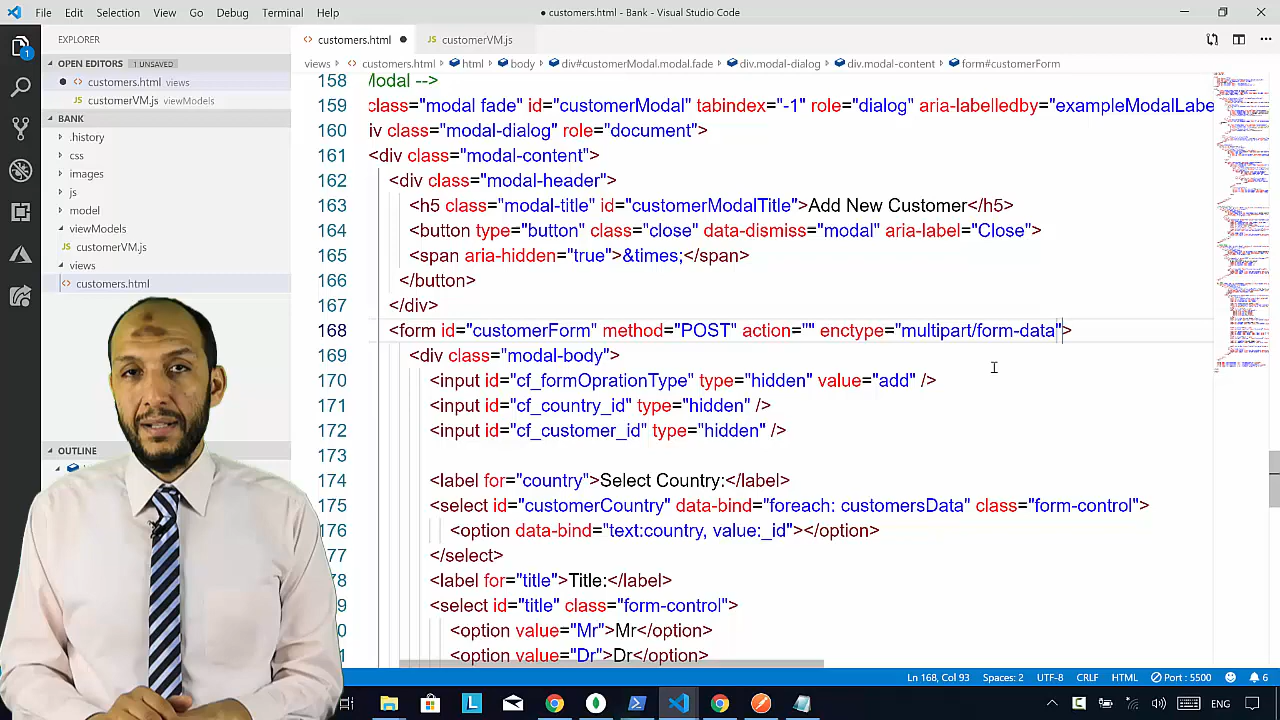 File Edit Selection View Go Debug Terminal Help
● customers.html - Bank - Visual Studio Code
EXPLORER
OPEN EDITORS 1 UNSAVED
● customers.html views
customerVM.js viewModels
BANK
.history
css
images
js
model
viewModels
customerVM.js
views
customers.html
OUTLINE
1
customers.html ●
customerVM.js
views customers.html html body div#customerModal.modal.fade div.modal-dialog div.modal-content form#customerForm
158 Modal -->
159 class="modal fade" id="customerModal" tabindex="-1" role="dialog" aria-labelledby="exampleModalLabe
160 iv class="modal-dialog" role="document">
161 <div class="modal-content">
162 <div class="modal-header">
163 <h5 class="modal-title" id="customerModalTitle">Add New Customer</h5>
164 <button type="button" class="close" data-dismiss="modal" aria-label="Close">
165 <span aria-hidden="true">&times;</span>
166 </button>
167 </div>
168 <form id="customerForm" method="POST" action="" enctype="multipart/form-data">
169 <div class="modal-body">
170 <input id="cf_formOprationType" type="hidden" value="add" />
171 <input id="cf_country_id" type="hidden" />
172 <input id="cf_customer_id" type="hidden" />
173
174 <label for="country">Select Country:</label>
175 <select id="customerCountry" data-bind="foreach: customersData" class="form-control">
176 <option data-bind="text:country, value:_id"></option>
77 </select>
78 <label for="title">Title:</label>
9 <select id="title" class="form-control">
0 <option value="Mr">Mr</option>
<option value="Dr">Dr</option>
Ln 168, Col 93 Spaces: 2 UTF-8 CRLF HTML Port : 5500 6
ENG